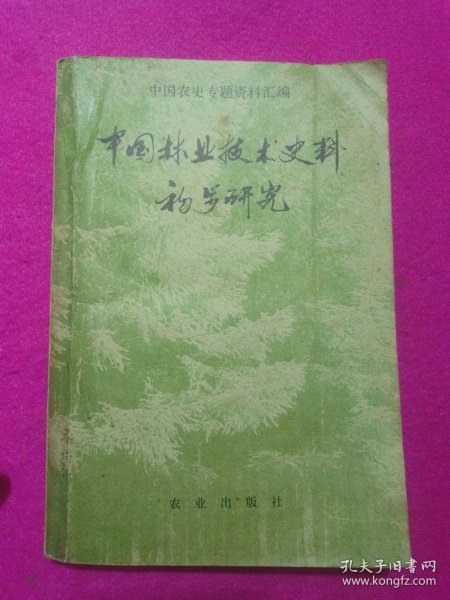 中国农史专题资料汇编
中国林业技术史料
初步研究
农业出版社
孔夫子旧书网
www.kongfz.com